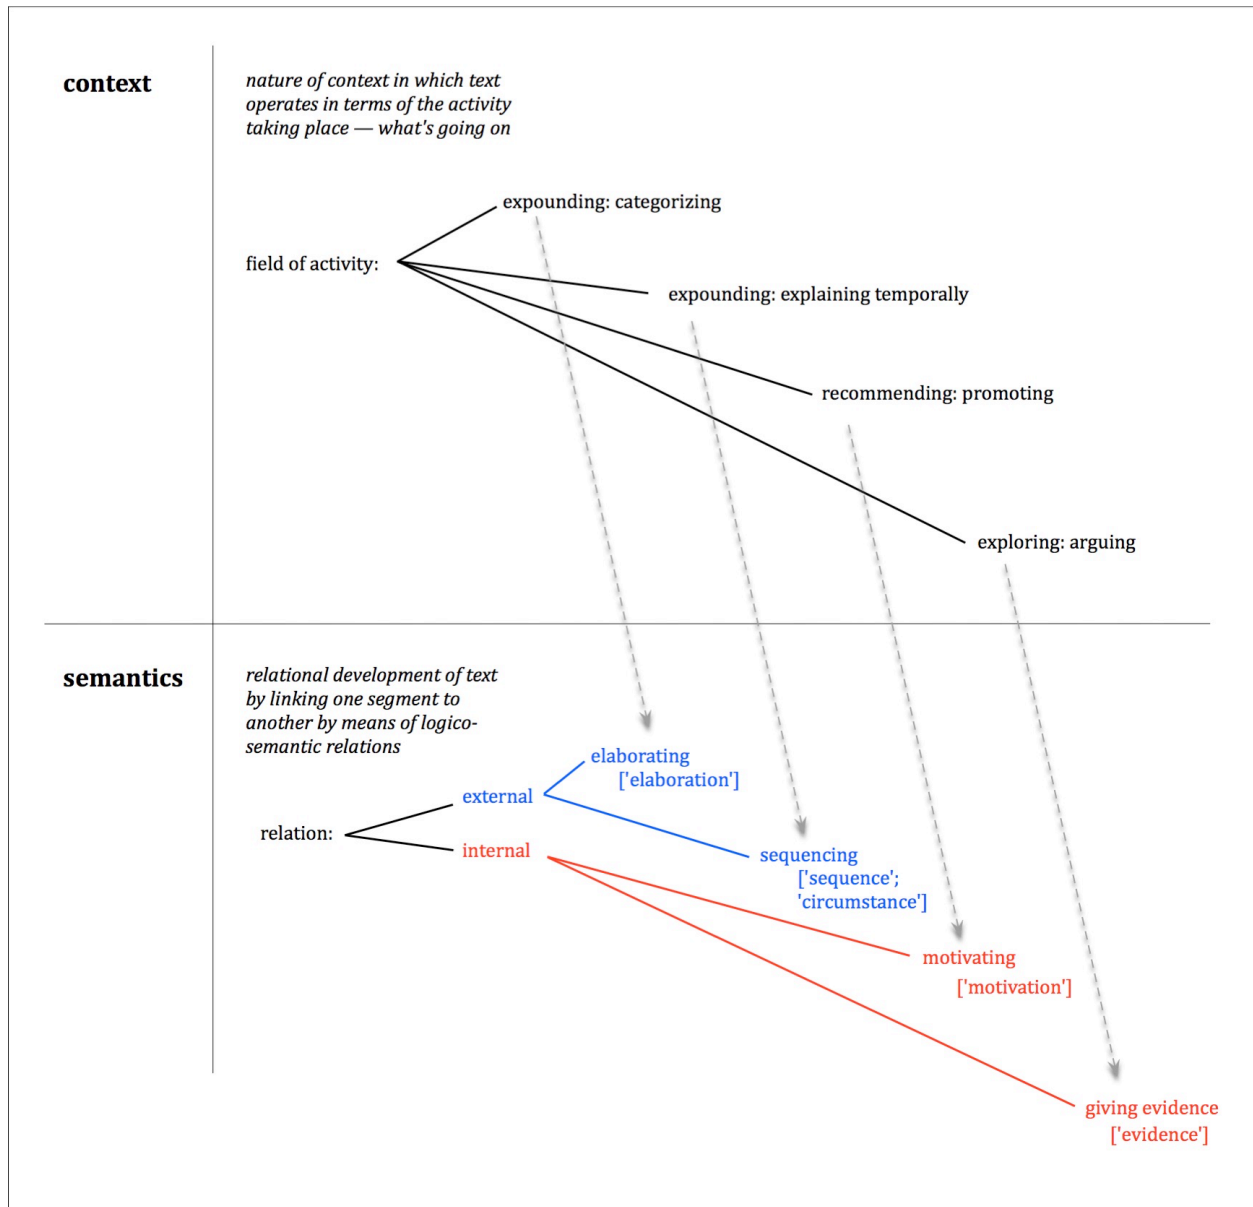 context
nature of context in which text
operates in terms of the activity
taking place — what's going on
expounding: categorizing
field of activity:
expounding: explaining temporally
recommending: promoting
exploring: arguing
semantics
relational development of text
by linking one segment to
another by means of logico-
semantic relations
elaborating
['elaboration']
external
relation:
internal
sequencing
['sequence';
'circumstance']
motivating
['motivation']
giving evidence
['evidence']